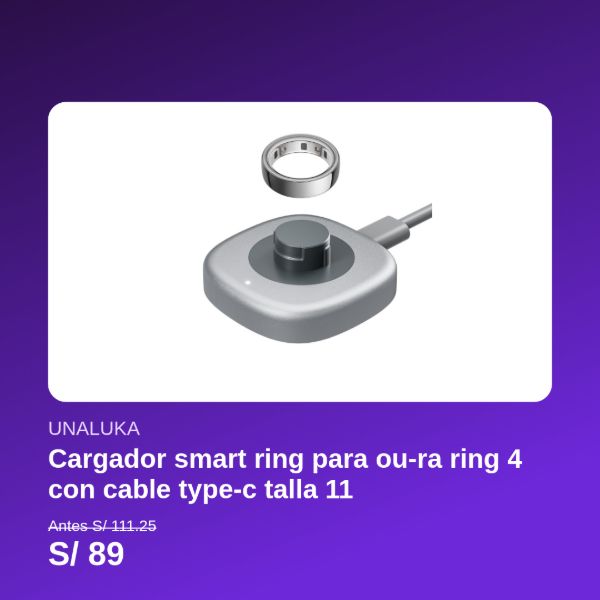 UNALUKA
Cargador smart ring para ou-ra ring 4
con cable type-c talla 11
Antes S/ 111.25
S/ 89